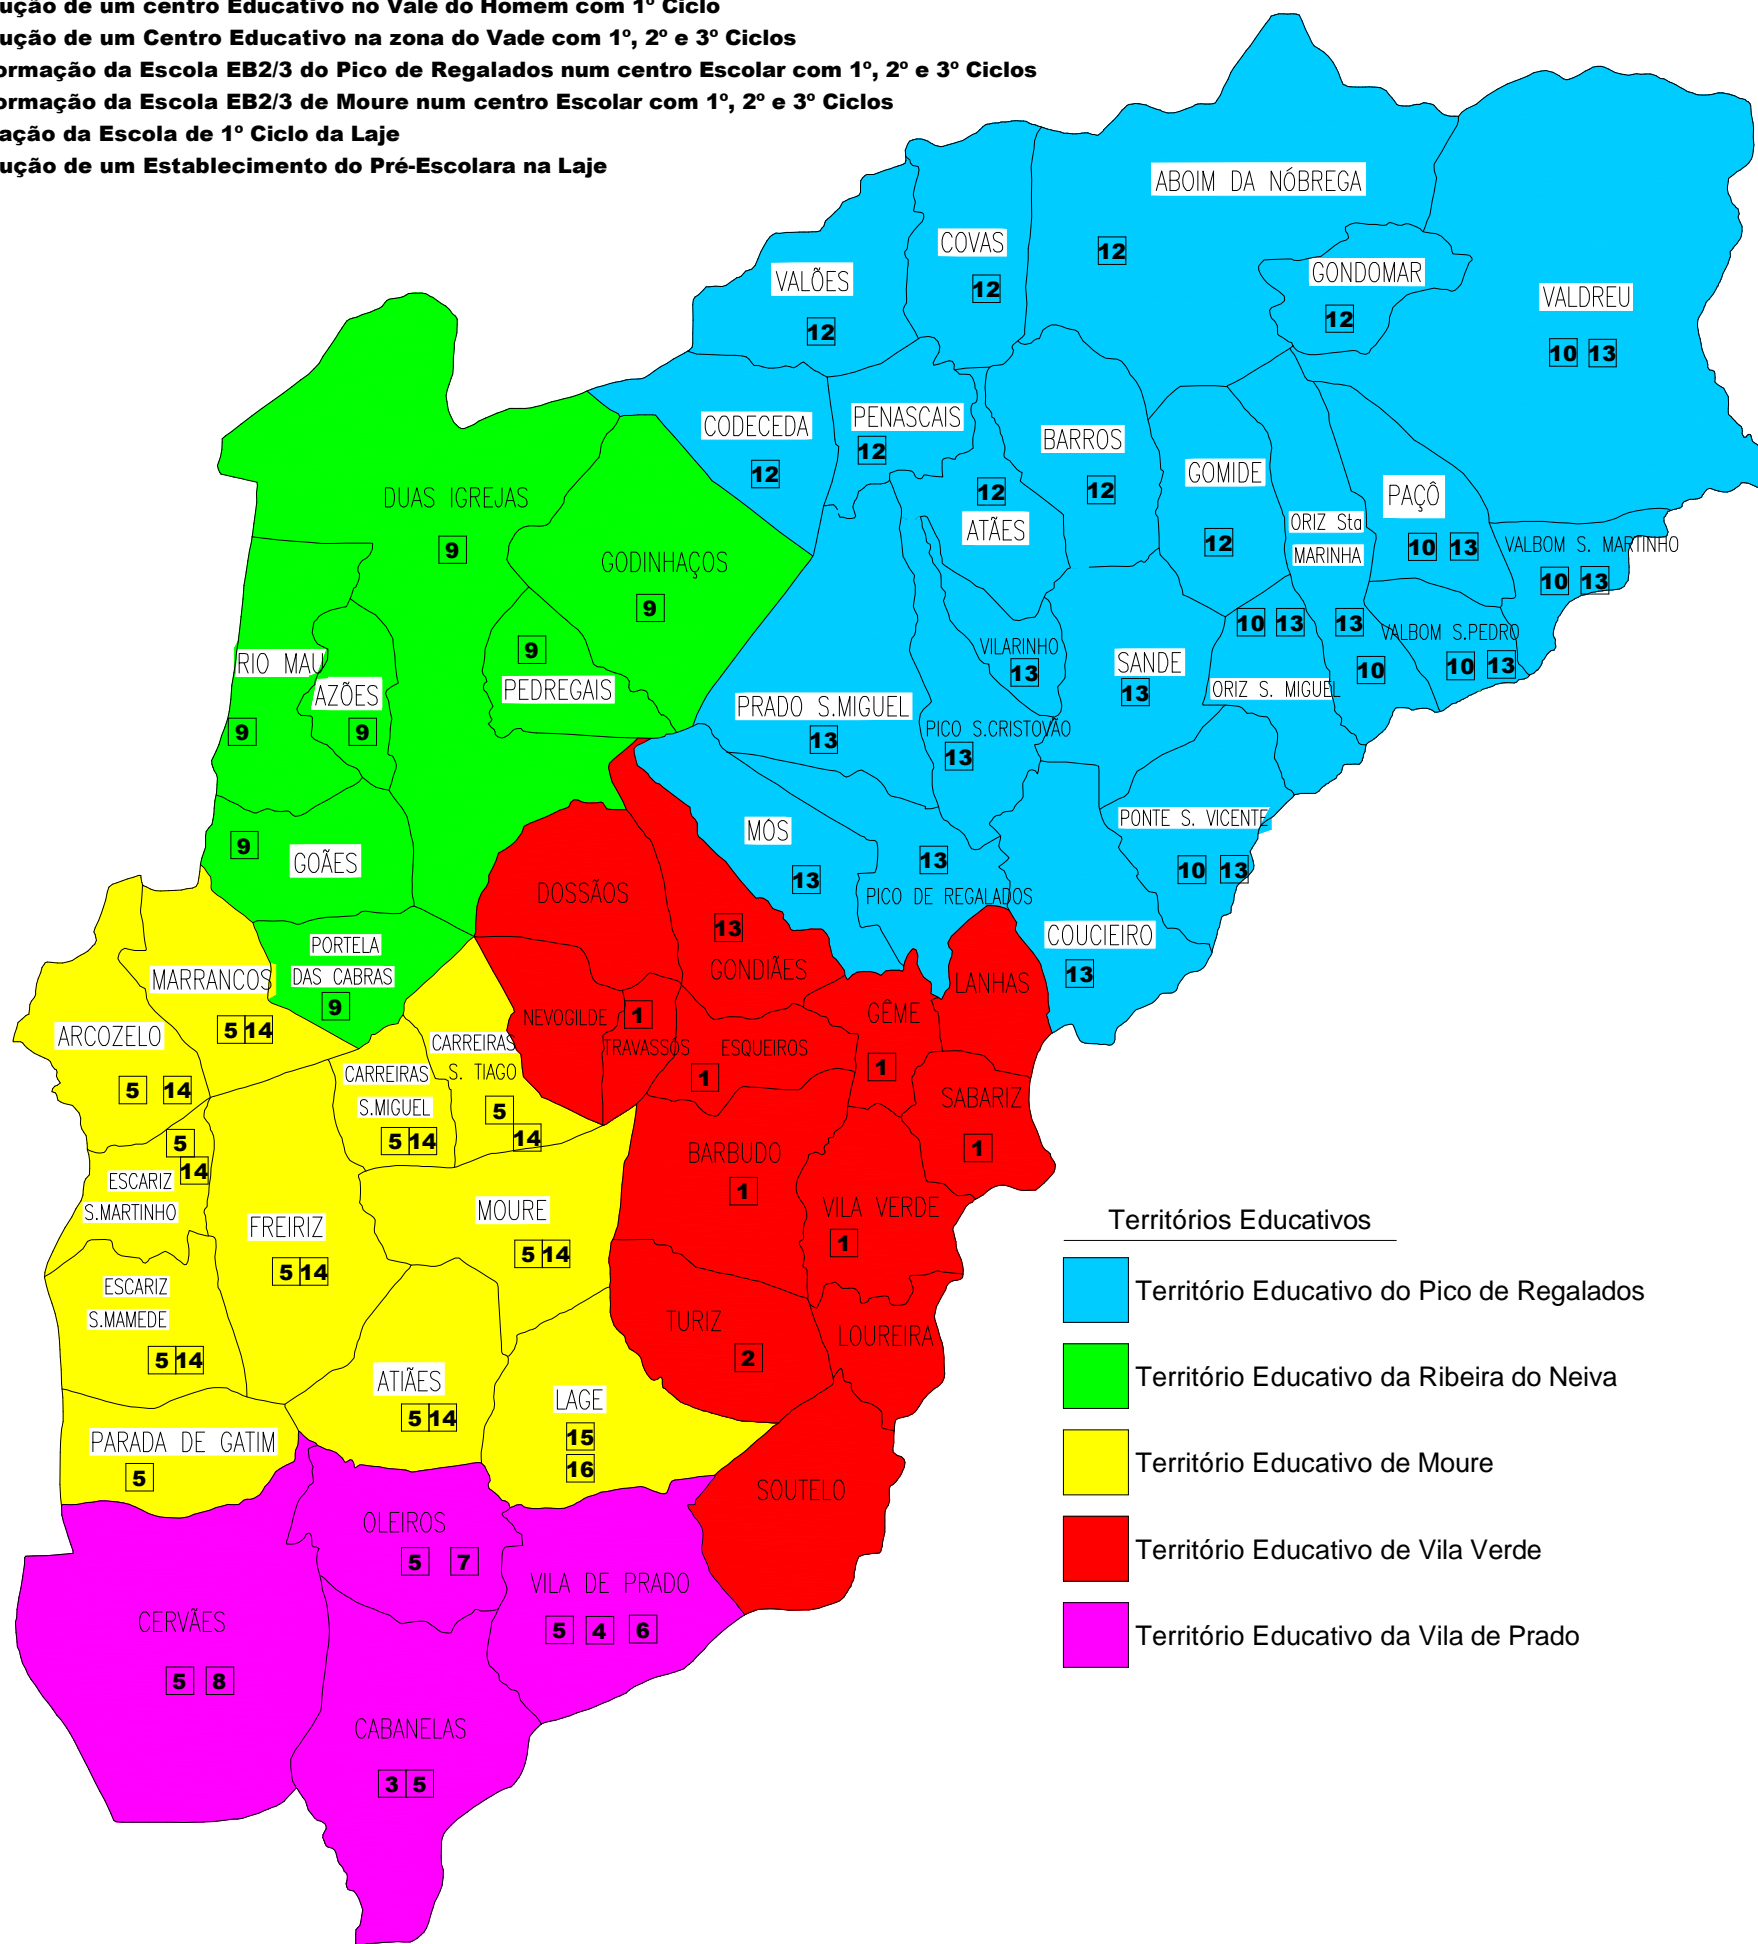 ução de um centro Educativo no Vale do Homem com 1º Ciclo
ução de um Centro Educativo na zona do Vade com 1º, 2º e 3º Ciclos
ormação da Escola EB2/3 do Pico de Regalados num centro Escolar com 1º, 2º e 3º Ciclos
ormação da Escola EB2/3 de Moure num centro Escolar com 1º, 2º e 3º Ciclos
ação da Escola de 1º Ciclo da Laje
ução de um Establecimento do Pré-Escolara na Laje
ABOIM DA NÓBREGA
12
COVAS
12
VALÕES
12
GONDOMAR
12
VALDREU
10 13
CODECEDA
12
PENASCAIS
12
BARROS
12
12
ATÃES
GOMIDE
12
ORIZ Sta
MARINHA
13
10
PAÇÔ
10 13
VALBOM S. MARTINHO
10 13
VALBOM S.PEDRO
10 13
10 13
ORIZ S. MIGUEL
DUAS IGREJAS
9
GODINHAÇOS
9
9
PEDREGAIS
RIO MAU
9
AZÕES
9
VILARINHO
13
SANDE
13
PRADO S.MIGUEL
13
PICO S.CRISTOVÃO
13
PONTE S. VICENTE
10 13
MÓS
13
13
PICO DE REGALADOS
COUCIEIRO
13
9
GOÃES
PORTELA
DAS CABRAS
9
DOSSÃOS
13
GONDIÃES
LANHAS
GÊME
1
NEVOGILDE
1
TRAVASSOS
ESQUEIROS
1
SABARIZ
1
MARRANCOS
5 14
ARCOZELO
5 14
CARREIRAS
S. TIAGO
5
14
CARREIRAS
S.MIGUEL
5 14
5
14
ESCARIZ
S.MARTINHO
FREIRIZ
5 14
MOURE
5 14
BARBUDO
1
VILA VERDE
1
ESCARIZ
S.MAMEDE
5 14
TURIZ
2
LOUREIRA
ATIÃES
5 14
LAGE
15
16
PARADA DE GATIM
5
SOUTELO
OLEIROS
5 7
VILA DE PRADO
5 4 6
CERVÃES
5 8
CABANELAS
3 5
Territórios Educativos
Território Educativo do Pico de Regalados
Território Educativo da Ribeira do Neiva
Território Educativo de Moure
Território Educativo de Vila Verde
Território Educativo da Vila de Prado